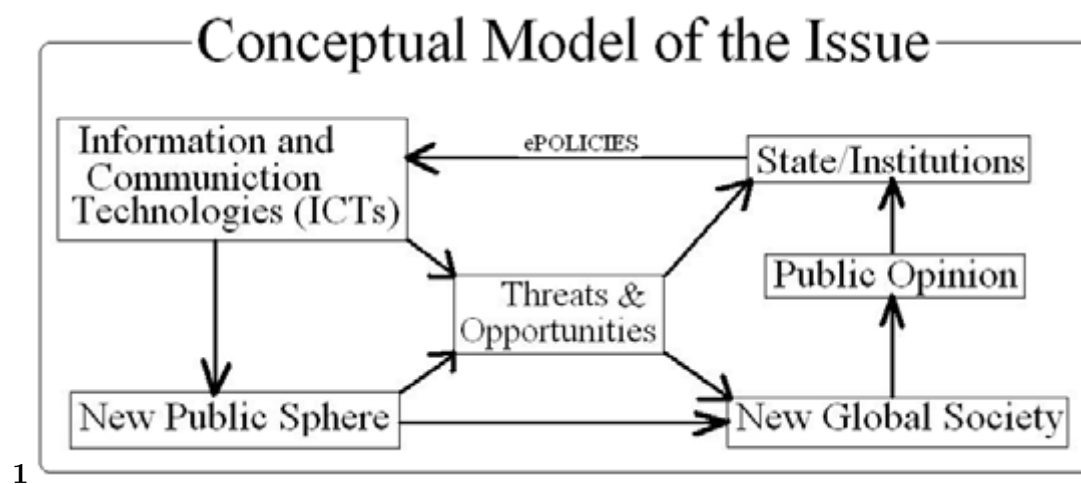 Conceptual Model of the Issue
Information and
Communiction
Technologies (ICTs)
ePOLICIES
State/Institutions
Public Opinion
Threats &
Opportunities
New Public Sphere
New Global Society
1